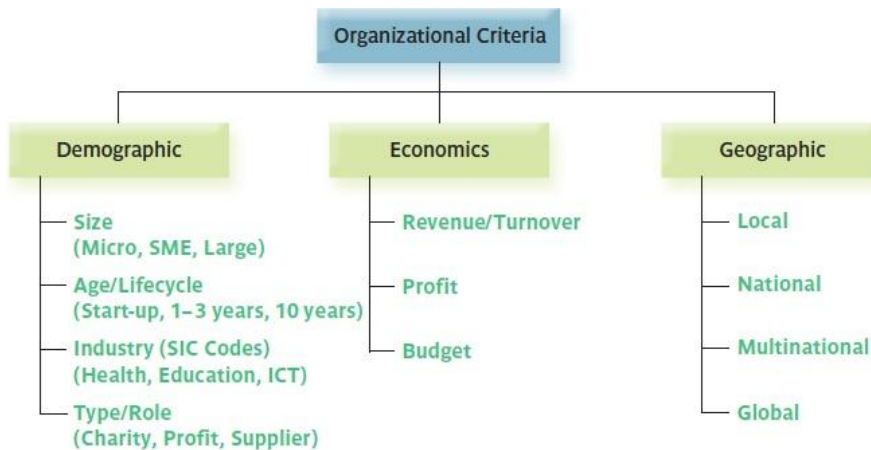 Organizational Criteria
Demographic
Size
(Micro, SME, Large)
Age/Lifecycle
(Start-up, 1–3 years, 10 years)
Industry (SIC Codes)
(Health, Education, ICT)
Type/Role
(Charity, Profit, Supplier)
Economics
Revenue/Turnover
Profit
Budget
Geographic
Local
National
Multinational
Global